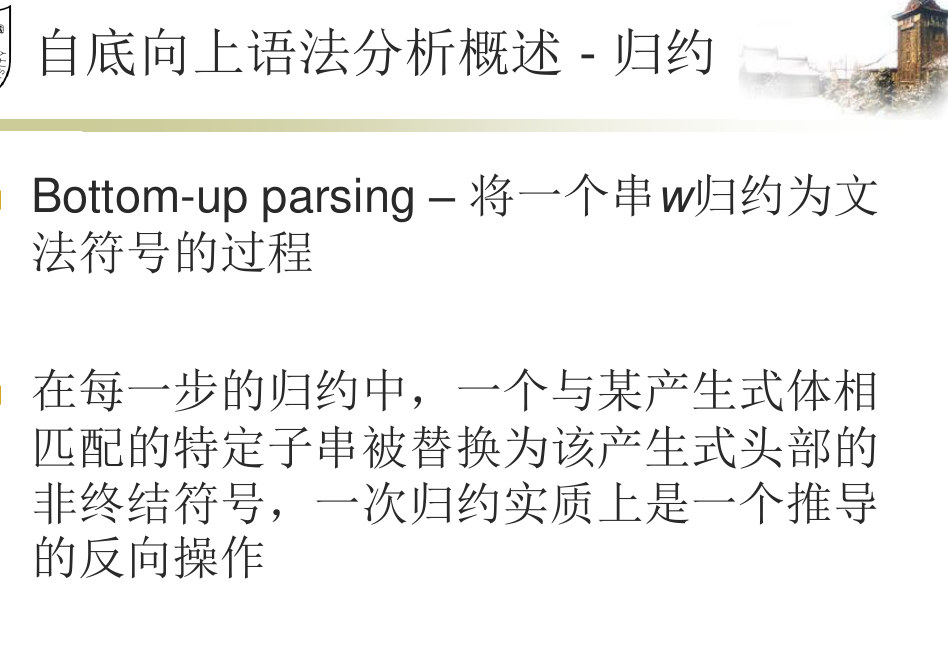 自底向上语法分析概述 - 归约
Bottom-up parsing – 将一个串w归约为文
法符号的过程
在每一步的归约中，一个与某产生式体相
匹配的特定子串被替换为该产生式头部的
非终结符号，一次归约实质上是一个推导
的反向操作